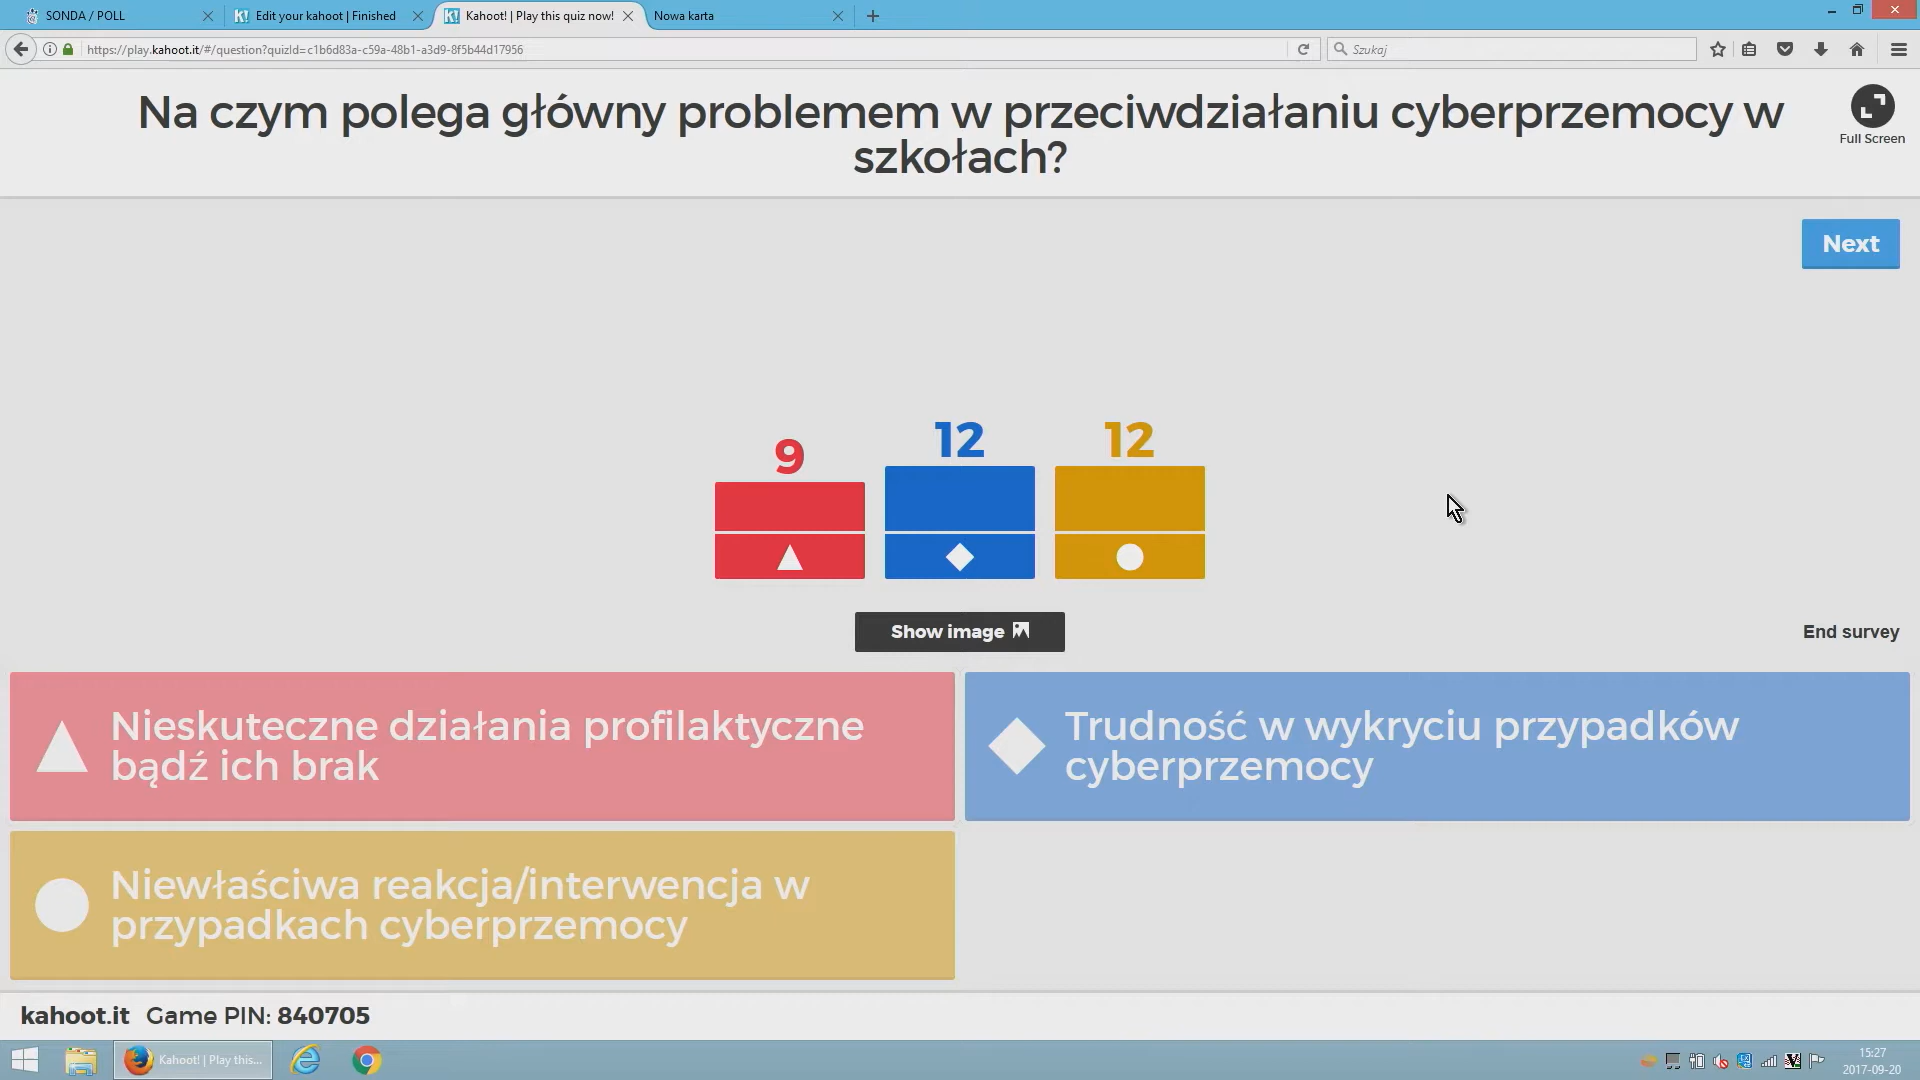 SONDA / POLL
Edit your kahoot | Finished
Kahoot! | Play this quiz now!
Nowa karta
https://play.kahoot.it/#/question?quizId=c1b6d83a-c59a-48b1-a3d9-8f5b44d17956
Szukaj
Na czym polega główny problemem w przeciwdziałaniu cyberprzemocy w
szkołach?
Full Screen
Next
9
12
12
Show image
End survey
Nieskuteczne działania profilaktyczne
bądź ich brak
Trudność w wykryciu przypadków
cyberprzemocy
Niewłaściwa reakcja/interwencja w
przypadkach cyberprzemocy
kahoot.it Game PIN: 840705
Kahoot! | Play this...
15:27
2017-09-20